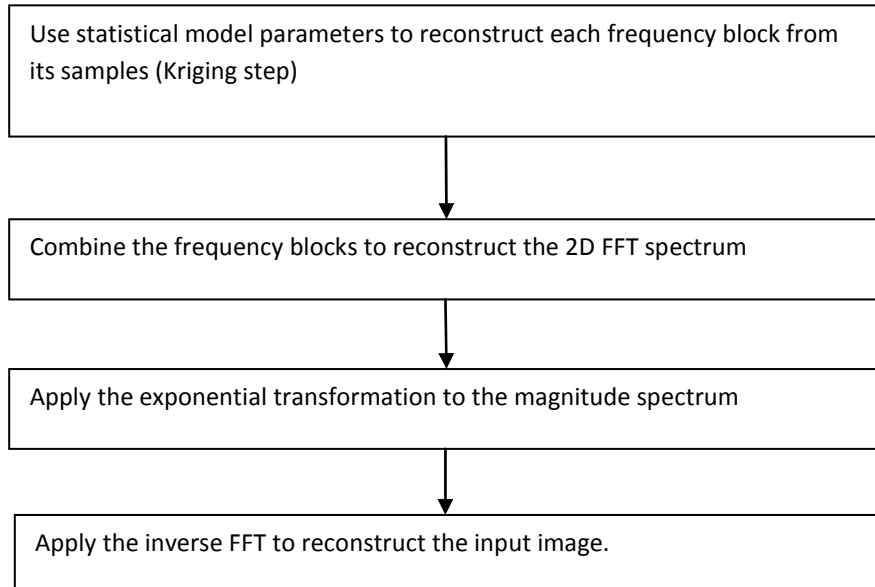 Use statistical model parameters to reconstruct each frequency block from
its samples (Kriging step)
Combine the frequency blocks to reconstruct the 2D FFT spectrum
Apply the exponential transformation to the magnitude spectrum
Apply the inverse FFT to reconstruct the input image.